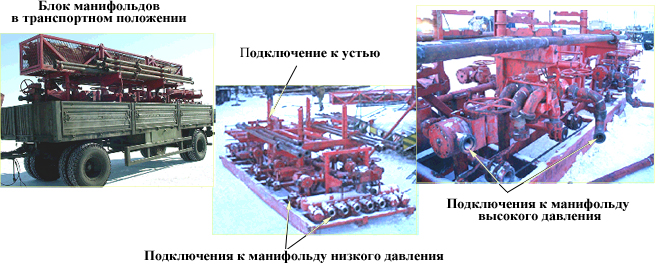 Блок манифольдов
в транспортном положении
Подключение к устью
Подключения к манифольду
высокого давления
Подключения к манифольду низкого давления